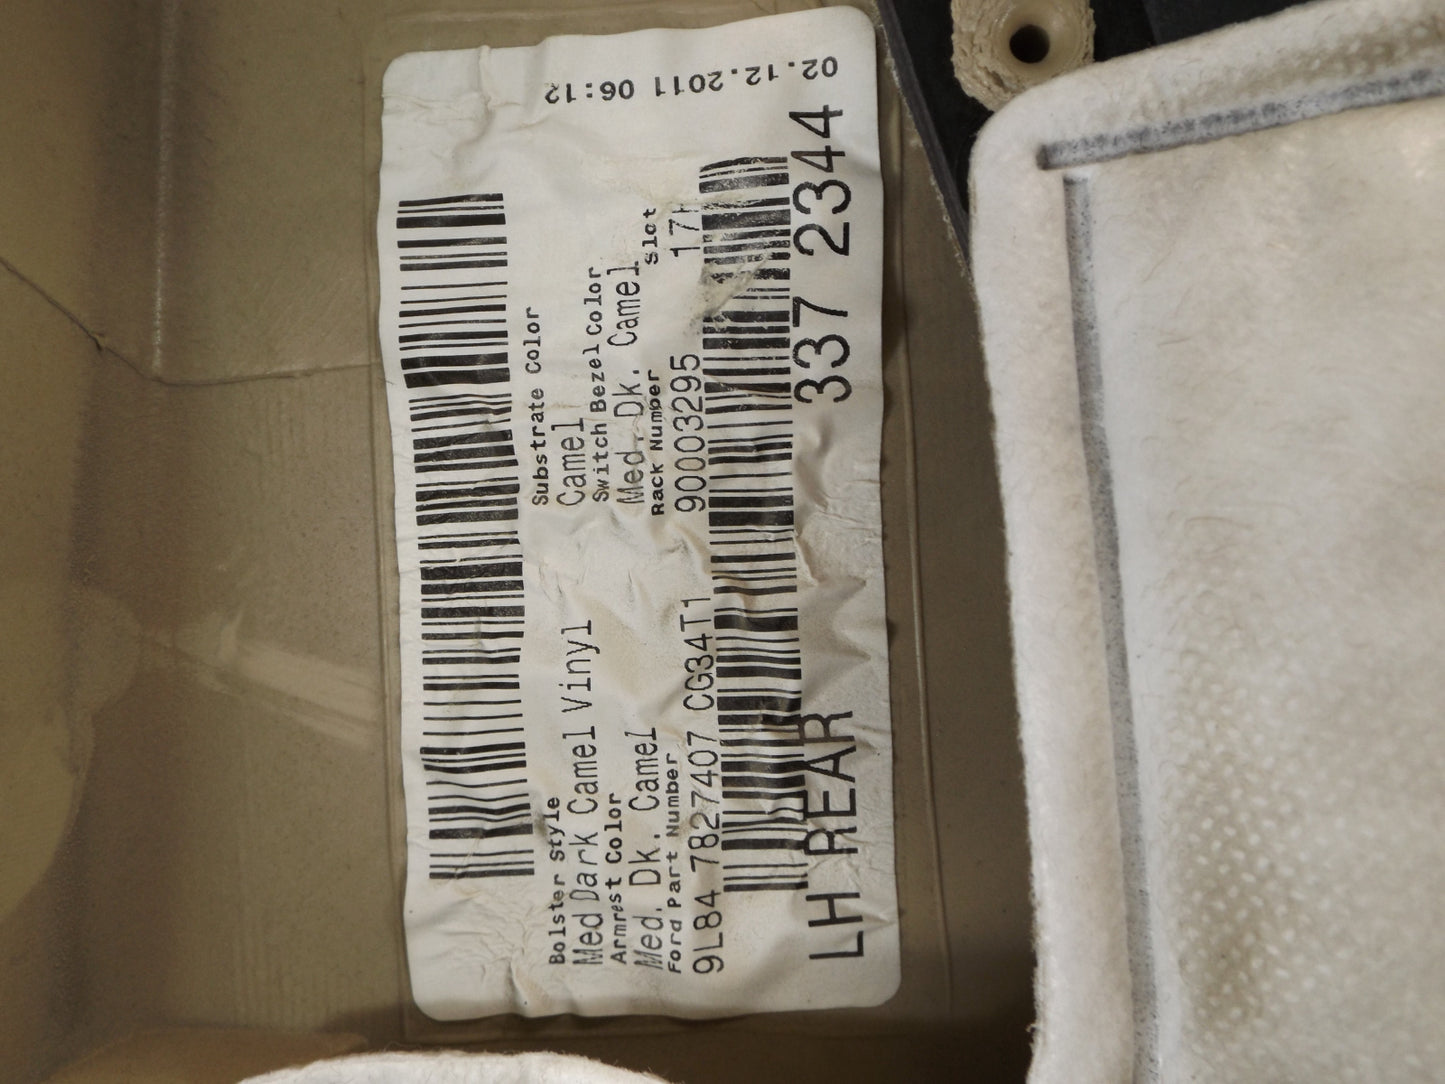 02.12.2011 06:12
Substrate Color
Camel
Switch Bezel Color
Med. Dk. Camel
Rack Number Slot
90003295
337 2344
Bolster Style
Med Dark Camel Vinyl
Armrest Color
Med. Dk. Camel
Ford Part Number
9L84 7827407 CG34T1
LH REAR